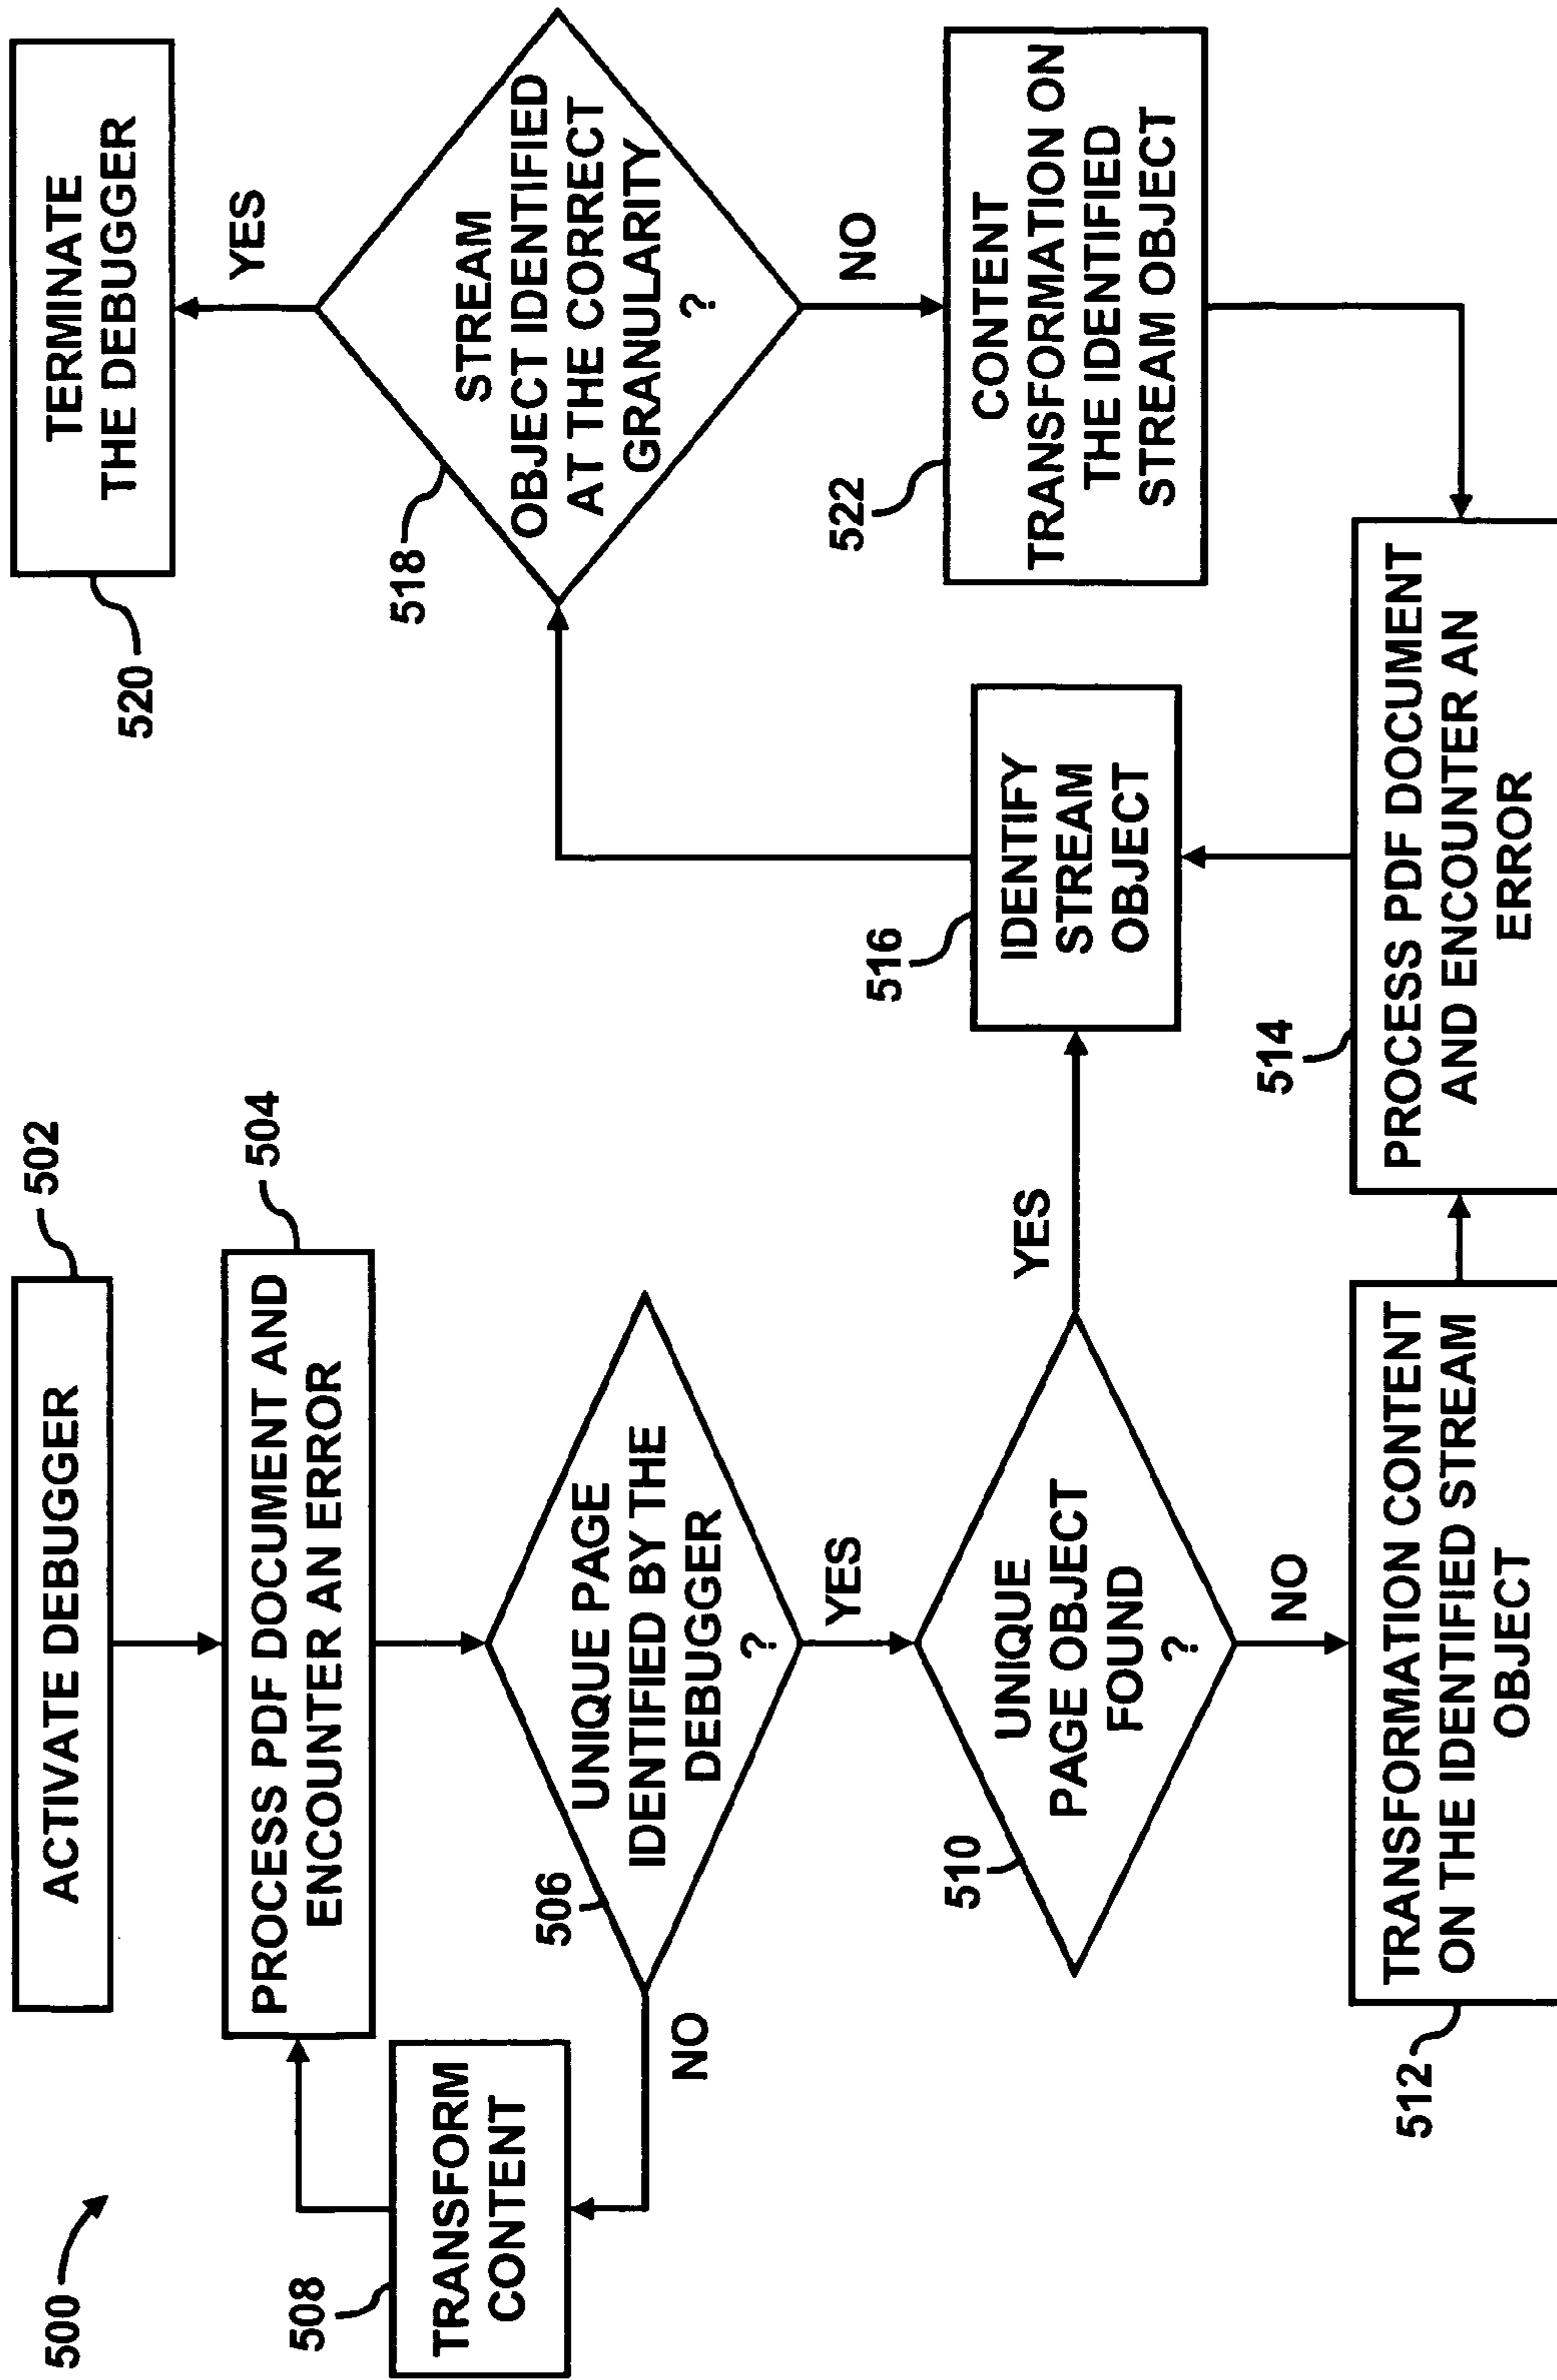 500
ACTIVATE DEBUGGER
502
PROCESS PDF DOCUMENT AND
ENCOUNTER AN ERROR
504
UNIQUE PAGE
IDENTIFIED BY THE
DEBUGGER
?
506
NO
TRANSFORM
CONTENT
508
YES
UNIQUE
PAGE OBJECT
FOUND
?
510
YES
NO
TRANSFORMATION CONTENT
ON THE IDENTIFIED STREAM
OBJECT
512
PROCESS PDF DOCUMENT
AND ENCOUNTER AN
ERROR
514
IDENTIFY
STREAM
OBJECT
516
STREAM
OBJECT IDENTIFIED
AT THE CORRECT
GRANULARITY
?
518
YES
TERMINATE
THE DEBUGGER
520
NO
CONTENT
TRANSFORMATION ON
THE IDENTIFIED
STREAM OBJECT
522